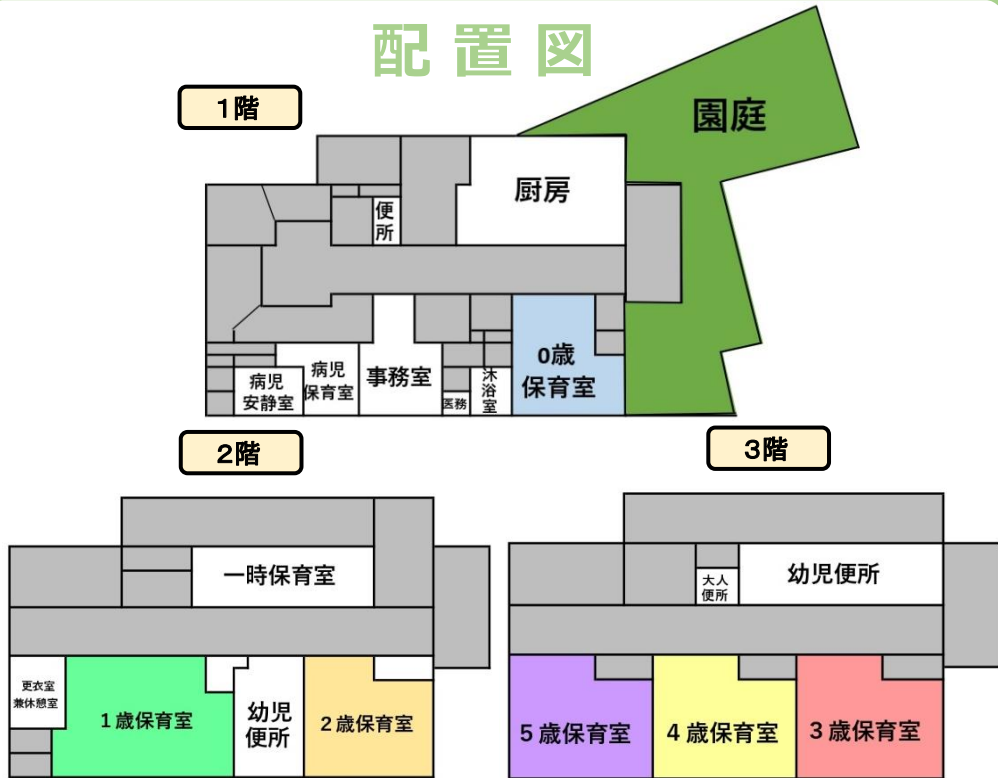 配置図
1階
園庭
厨房
便
所
0歳
保育室
病児
安静室
病児
保育室
事務室
医務
沐
浴
室
2階
一時保育室
更衣室
兼休憩室
1歳保育室
幼児
便所
2歳保育室
3階
大人
便所
幼児便所
5歳保育室
4歳保育室
3歳保育室